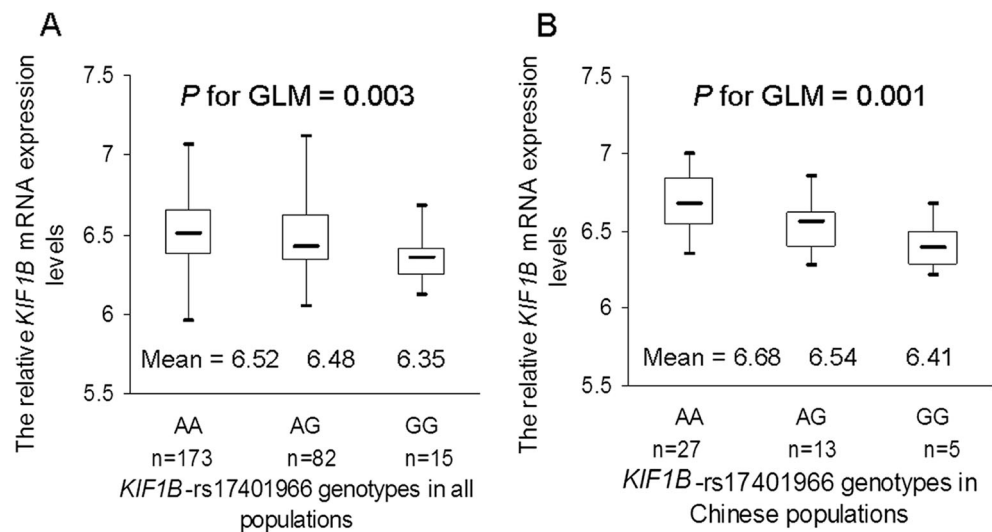 A
The relative KIF1B mRNA expression
levels
7.5
7
6.5
6
5.5
P for GLM = 0.003
Mean = 6.52 6.48 6.35
AA AG GG
n=173 n=82 n=15
KIF1B-rs17401966 genotypes in all
populations
B
The relative KIF1B mRNA expression
levels
7.5
7
6.5
6
5.5
P for GLM = 0.001
Mean = 6.68 6.54 6.41
AA AG GG
n=27 n=13 n=5
KIF1B-rs17401966 genotypes in
Chinese populations